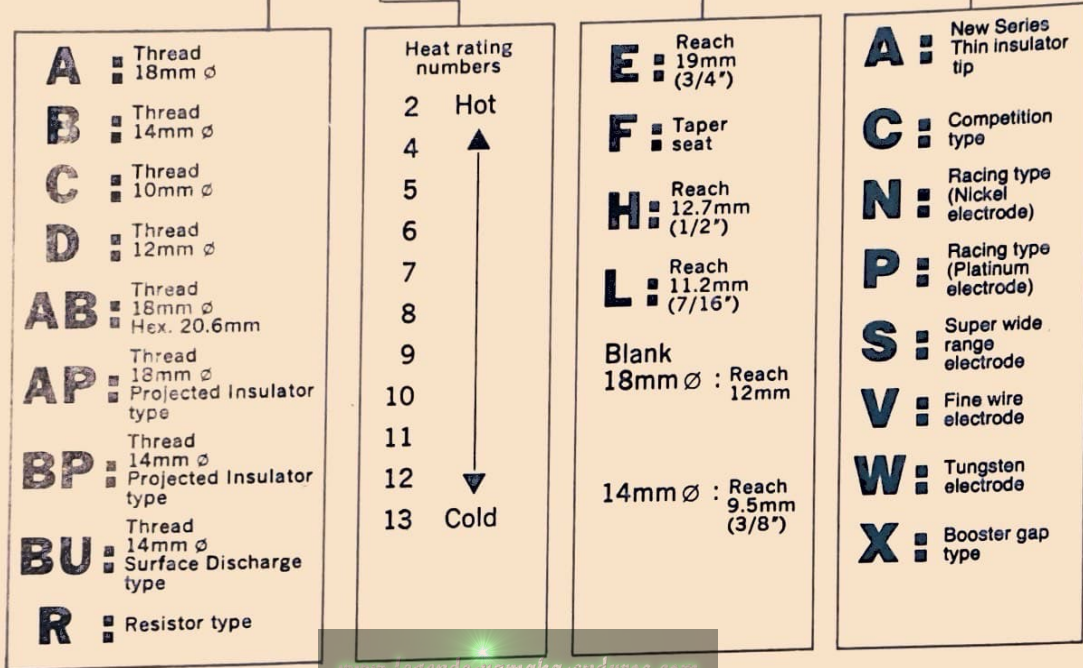 A : Thread
18mm ø
B : Thread
14mm ø
C : Thread
10mm ø
D : Thread
12mm ø
AB : Thread
18mm ø
Hex. 20.6mm
AP : Thread
18mm ø
Projected Insulator
type
BP : Thread
14mm ø
Projected Insulator
type
BU : Thread
14mm ø
Surface Discharge
type
R : Resistor type
Heat rating
numbers
2 Hot
4
5
6
7
8
9
10
11
12
13 Cold
E : Reach
19mm
(3/4")
F : Taper
seat
H : Reach
12.7mm
(1/2")
L : Reach
11.2mm
(7/16")
Blank
18mm ø : Reach
12mm
14mm ø : Reach
9.5mm
(3/8")
A : New Series
Thin insulator
tip
C : Competition
type
N : Racing type
(Nickel
electrode)
P : Racing type
(Platinum
electrode)
S : Super wide
range
electrode
V : Fine wire
electrode
W : Tungsten
electrode
X : Booster gap
type